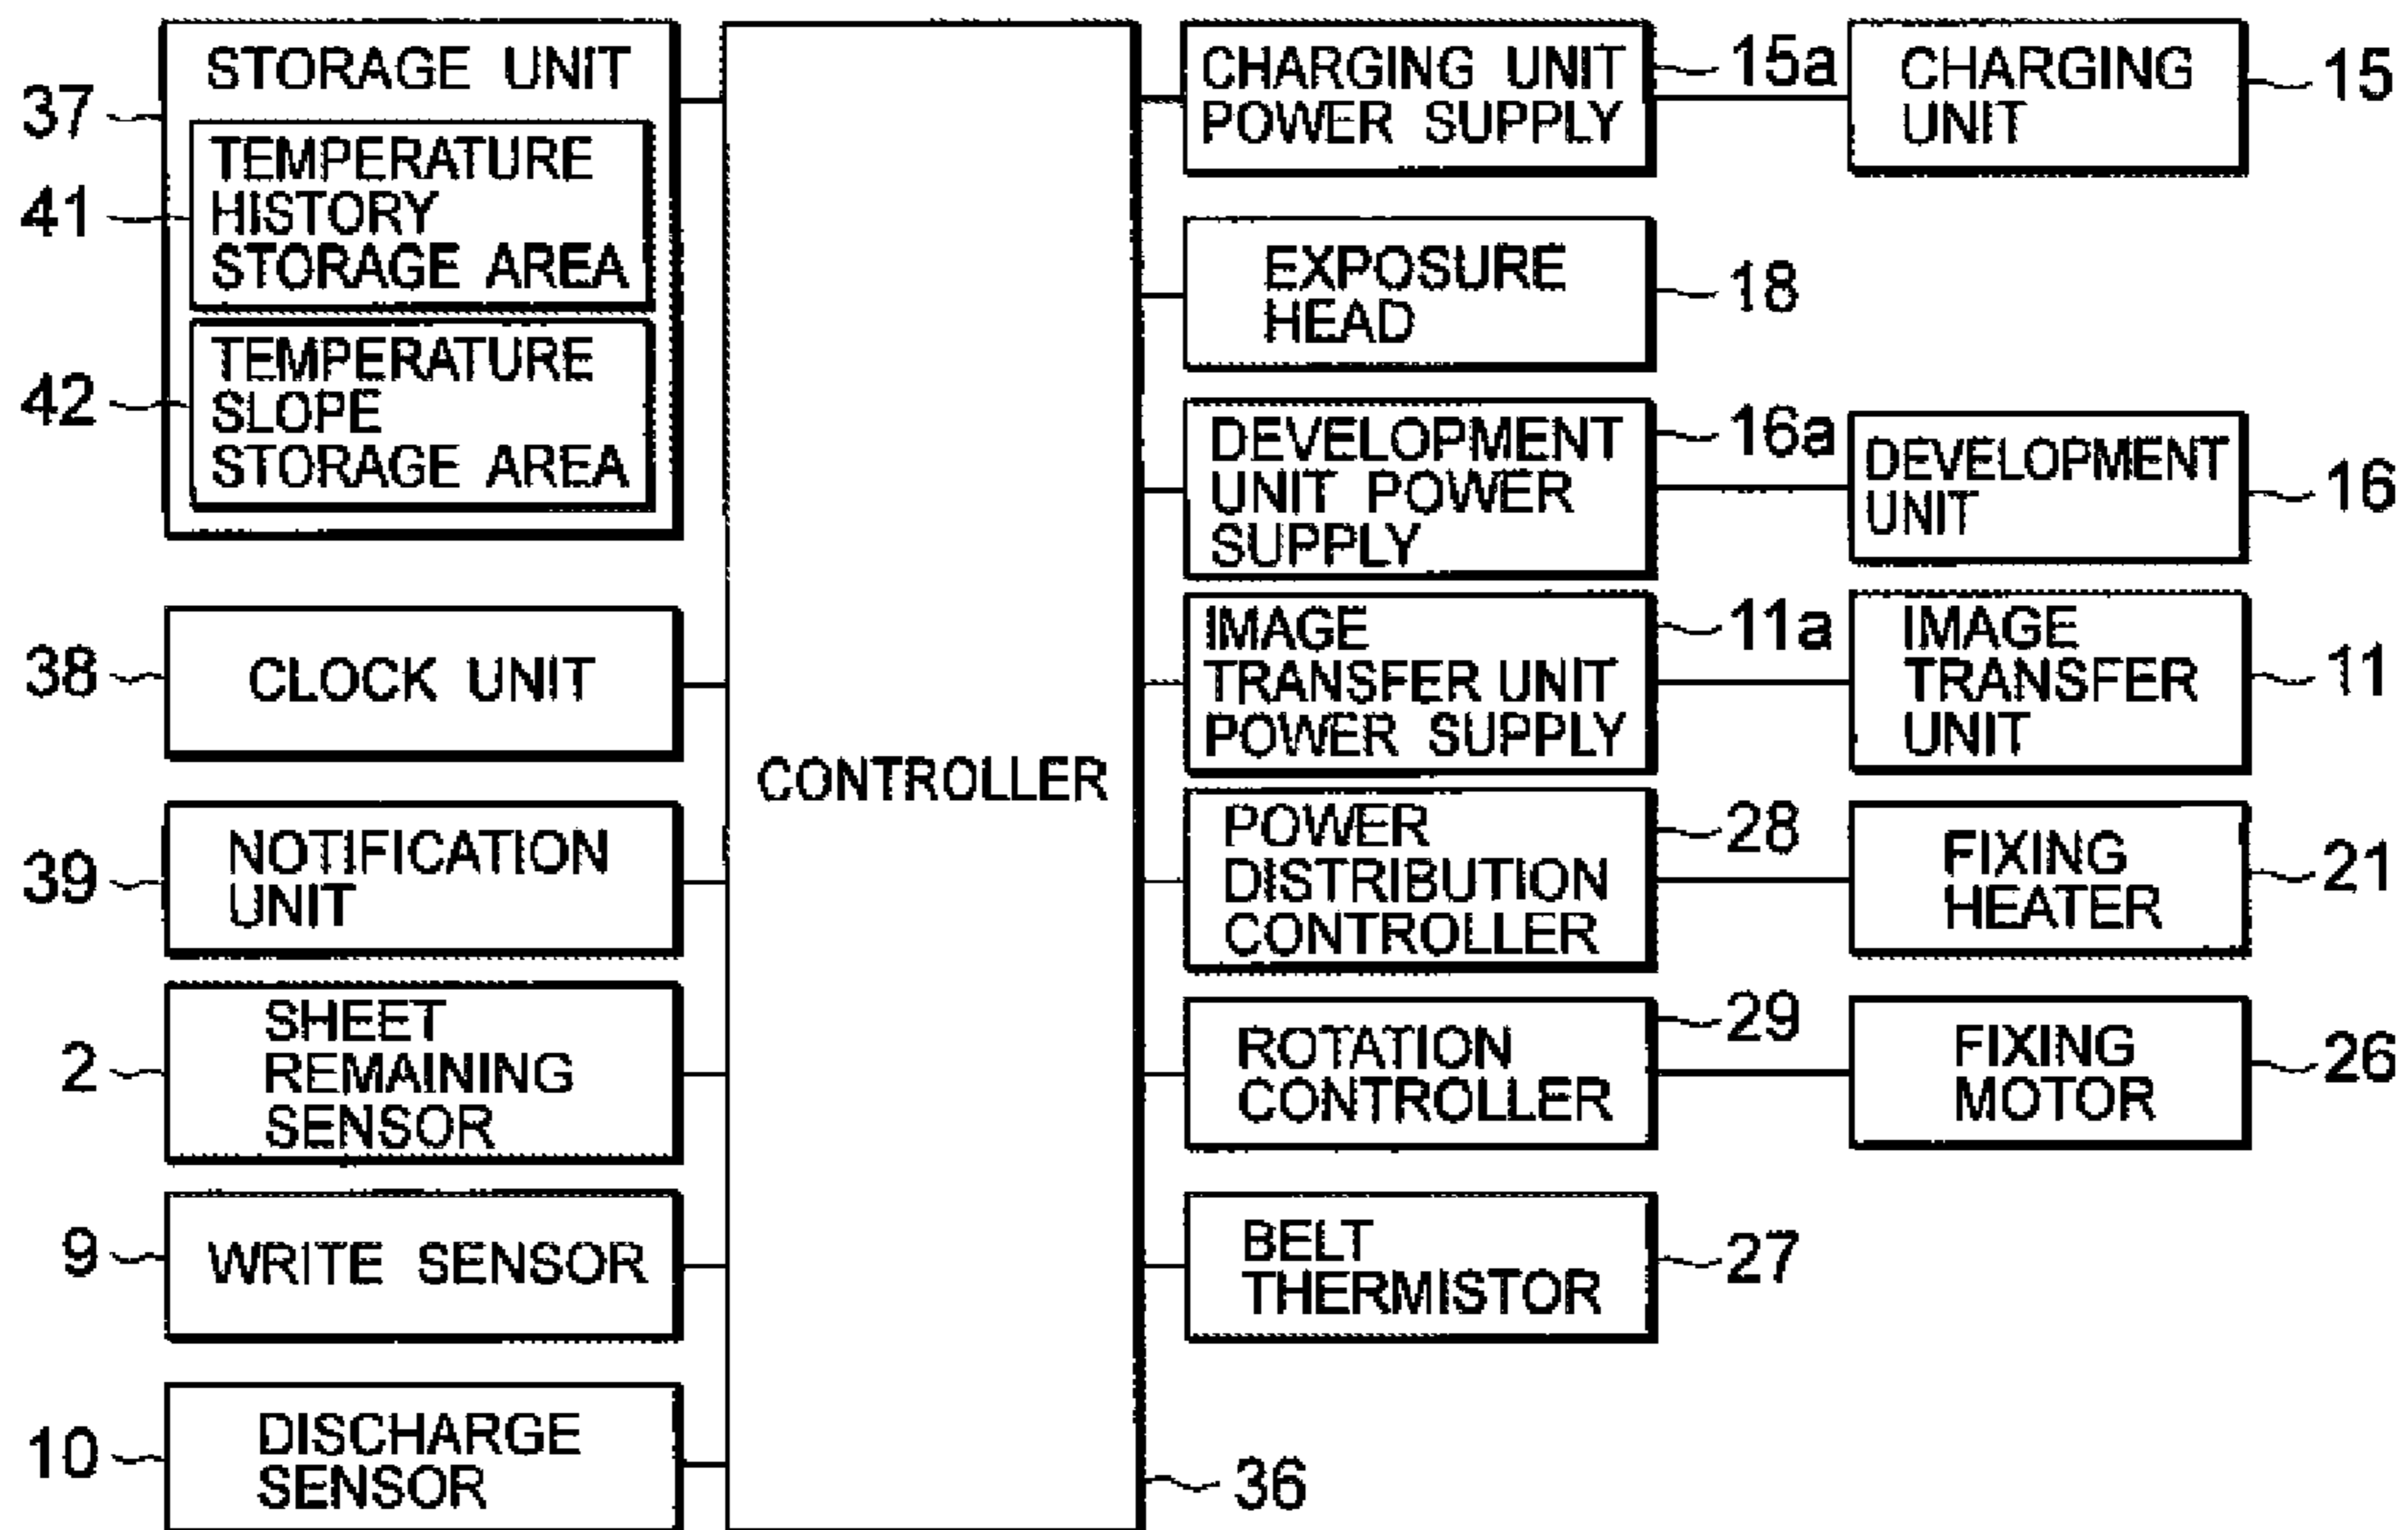 STORAGE UNIT
37
TEMPERATURE
HISTORY
STORAGE AREA
41
TEMPERATURE
SLOPE
STORAGE AREA
42
CLOCK UNIT
38
NOTIFICATION
UNIT
39
SHEET
REMAINING
SENSOR
2
WRITE SENSOR
9
DISCHARGE
SENSOR
10
CONTROLLER
36
CHARGING UNIT
POWER SUPPLY
15a
CHARGING
UNIT
15
EXPOSURE
HEAD
18
DEVELOPMENT
UNIT POWER
SUPPLY
16a
DEVELOPMENT
UNIT
16
IMAGE
TRANSFER UNIT
POWER SUPPLY
11a
IMAGE
TRANSFER
UNIT
11
POWER
DISTRIBUTION
CONTROLLER
28
FIXING
HEATER
21
ROTATION
CONTROLLER
29
FIXING
MOTOR
26
BELT
THERMISTOR
27